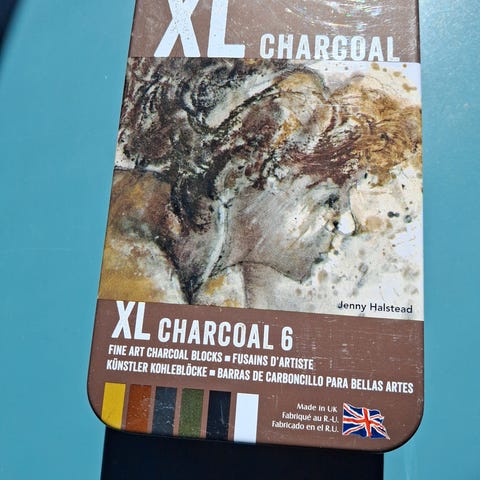 XL CHARCOAL
Jenny Halstead
XL CHARCOAL 6
FINE ART CHARCOAL BLOCKS ▪ FUSAINS D'ARTISTE
KÜNSTLER KOHLEBLÖCKE ▪ BARRAS DE CARBONCILLO PARA BELLAS ARTES
Made in UK
Fabriqué au R.-U.
Fabricado en el R.U.